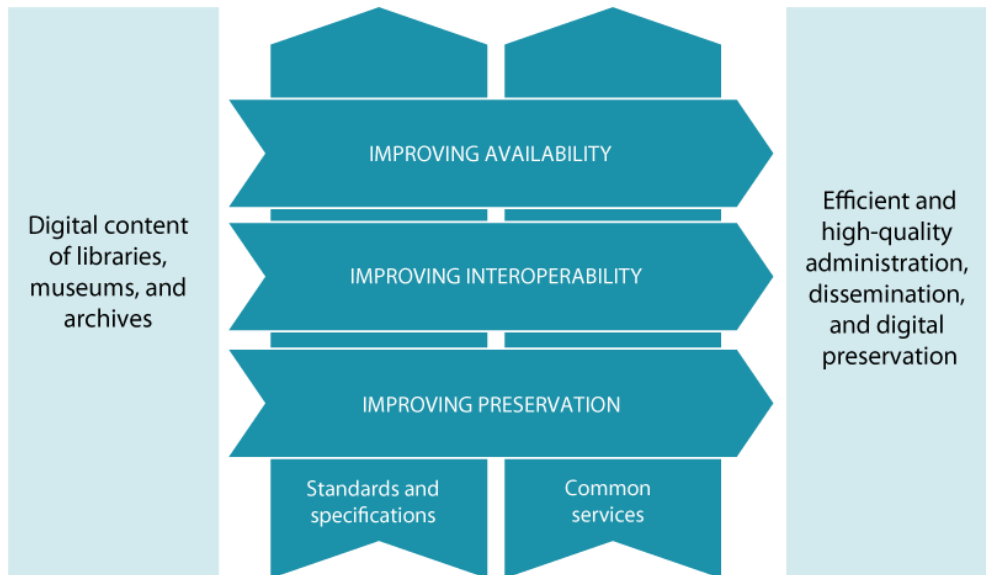 Digital content
of libraries,
museums, and
archives
IMPROVING AVAILABILITY
IMPROVING INTEROPERABILITY
IMPROVING PRESERVATION
Standards and
specifications
Common
services
Efficient and
high-quality
administration,
dissemination,
and digital
preservation